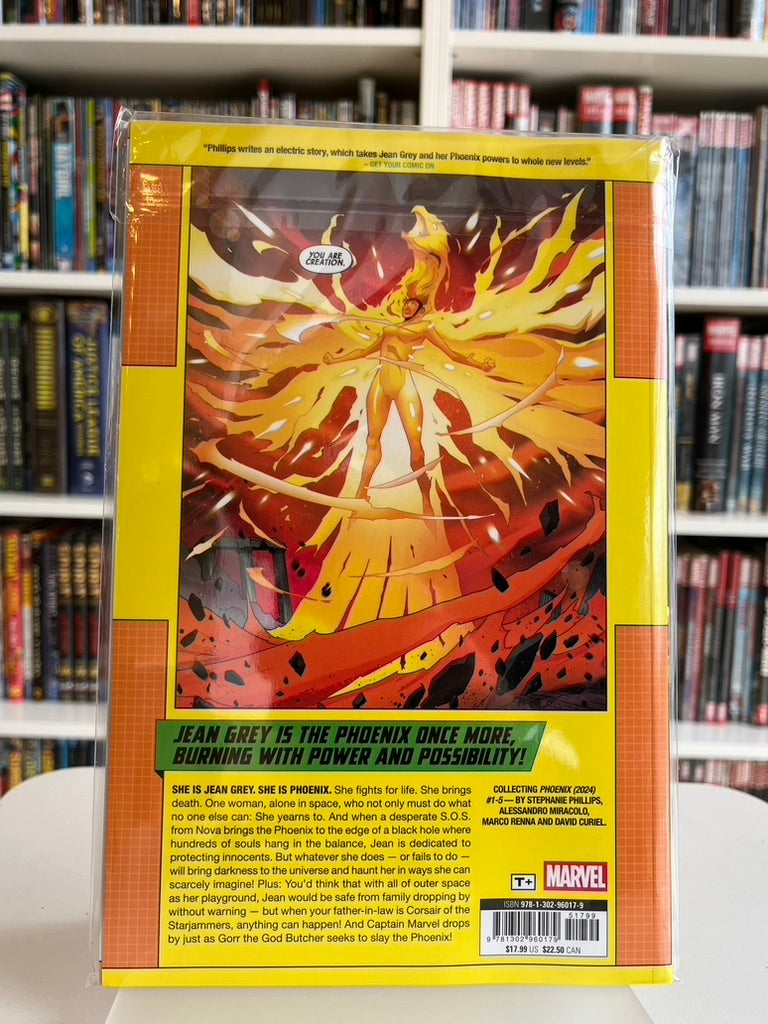 "Phillips writes an electric story, which takes Jean Grey and her Phoenix powers to whole new levels."
– GET YOUR COMIC ON
YOU ARE
CREATION.
JEAN GREY IS THE PHOENIX ONCE MORE,
BURNING WITH POWER AND POSSIBILITY!
SHE IS JEAN GREY. SHE IS PHOENIX. She fights for life. She brings
death. One woman, alone in space, who not only must do what
no one else can: She yearns to. And when a desperate S.O.S.
from Nova brings the Phoenix to the edge of a black hole where
hundreds of souls hang in the balance, Jean is dedicated to
protecting innocents. But whatever she does — or fails to do —
will bring darkness to the universe and haunt her in ways she can
scarcely imagine! Plus: You'd think that with all of outer space
as her playground, Jean would be safe from family dropping by
without warning — but when your father-in-law is Corsair of the
Starjammers, anything can happen! And Captain Marvel drops
by just as Gorr the God Butcher seeks to slay the Phoenix!
COLLECTING PHOENIX (2024)
#1-5 — BY STEPHANIE PHILLIPS,
ALESSANDRO MIRACOLO,
MARCO RENNA AND DAVID CURIEL.
T+
MARVEL
ISBN 978-1-302-96017-9
51799
9 781302 960179
$17.99 US $22.50 CAN
JUSTICE LEAGUE
OF AMERICA
IRON MAN